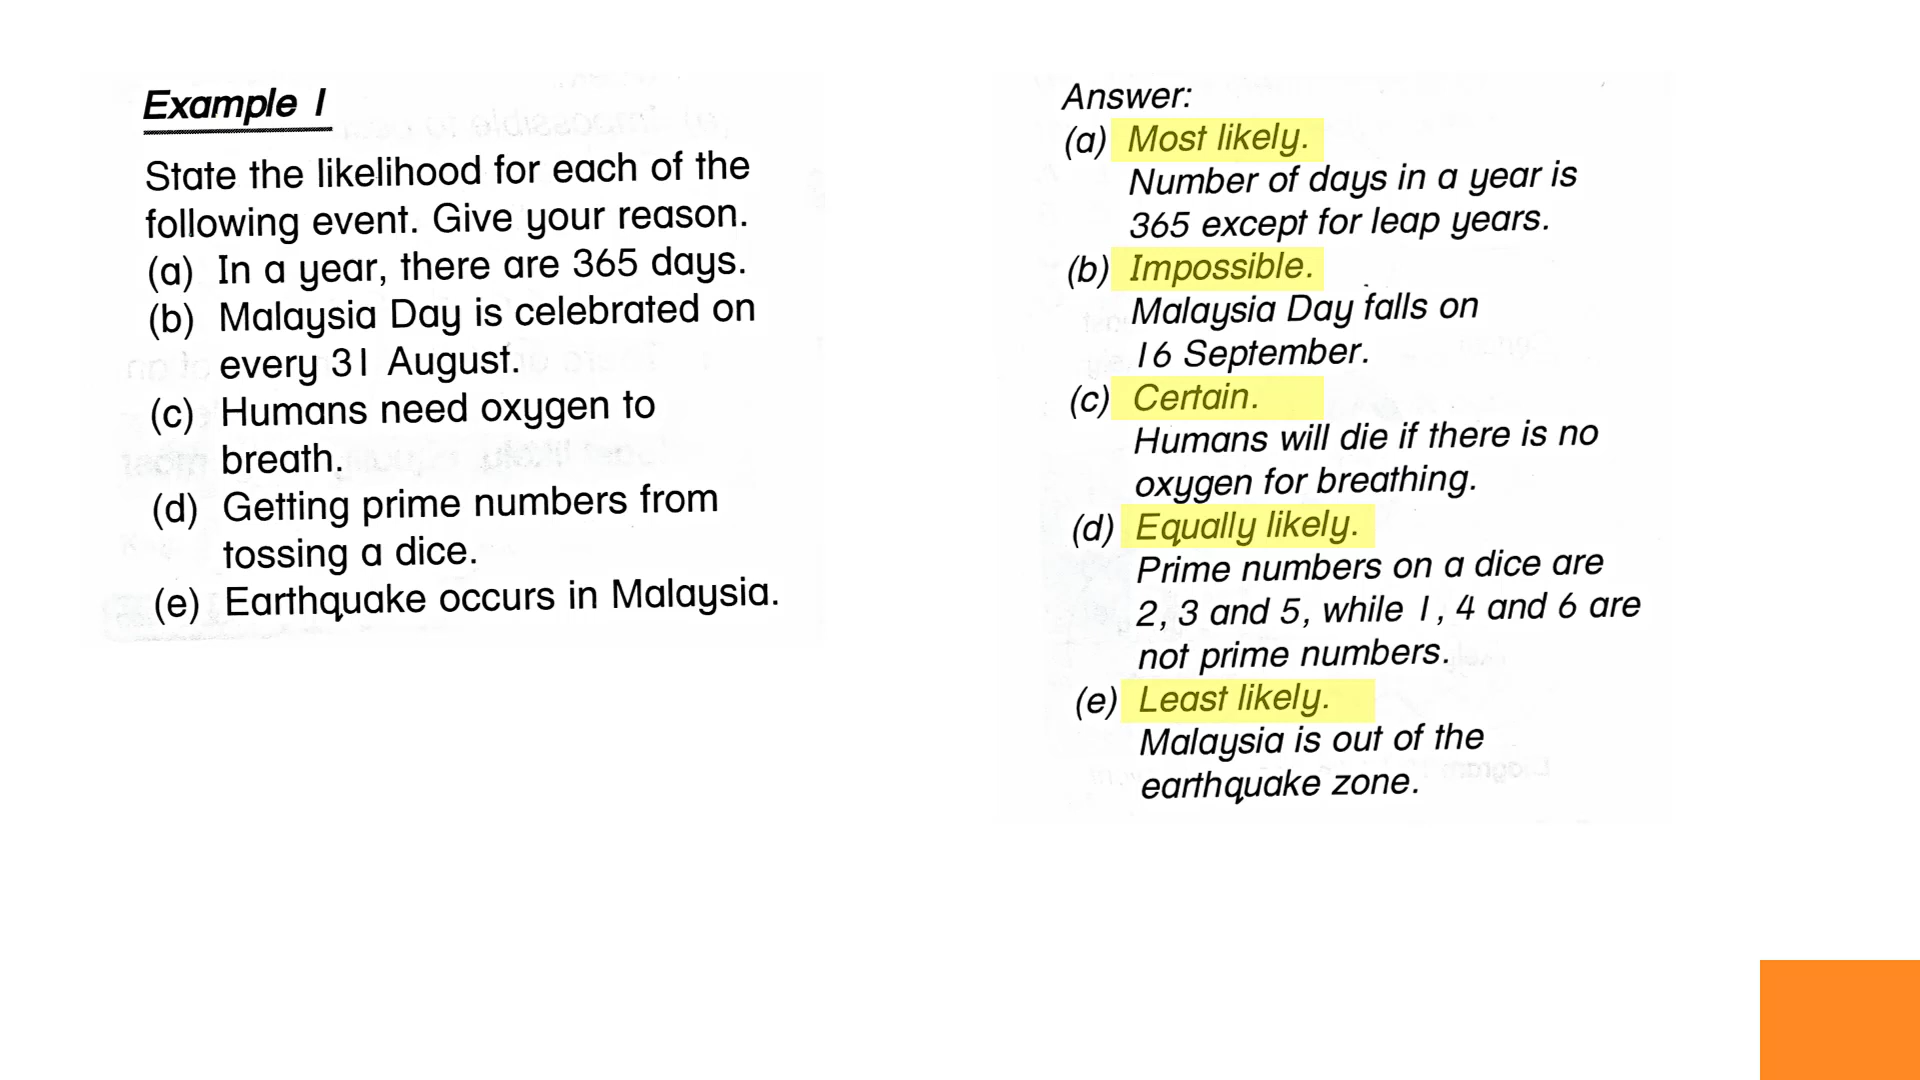 Example 1
State the likelihood for each of the
following event. Give your reason.
(a) In a year, there are 365 days.
(b) Malaysia Day is celebrated on
every 31 August.
(c) Humans need oxygen to
breath.
(d) Getting prime numbers from
tossing a dice.
(e) Earthquake occurs in Malaysia.
Answer:
(a) Most likely.
Number of days in a year is
365 except for leap years.
(b) Impossible.
Malaysia Day falls on
16 September.
(c) Certain.
Humans will die if there is no
oxygen for breathing.
(d) Equally likely.
Prime numbers on a dice are
2, 3 and 5, while 1, 4 and 6 are
not prime numbers.
(e) Least likely.
Malaysia is out of the
earthquake zone.